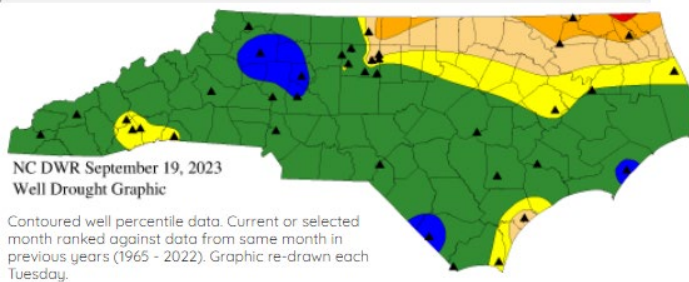 NC DWR September 19, 2023
Well Drought Graphic
Contoured well percentile data. Current or selected
month ranked against data from same month in
previous years (1965 - 2022). Graphic re-drawn each
Tuesday.